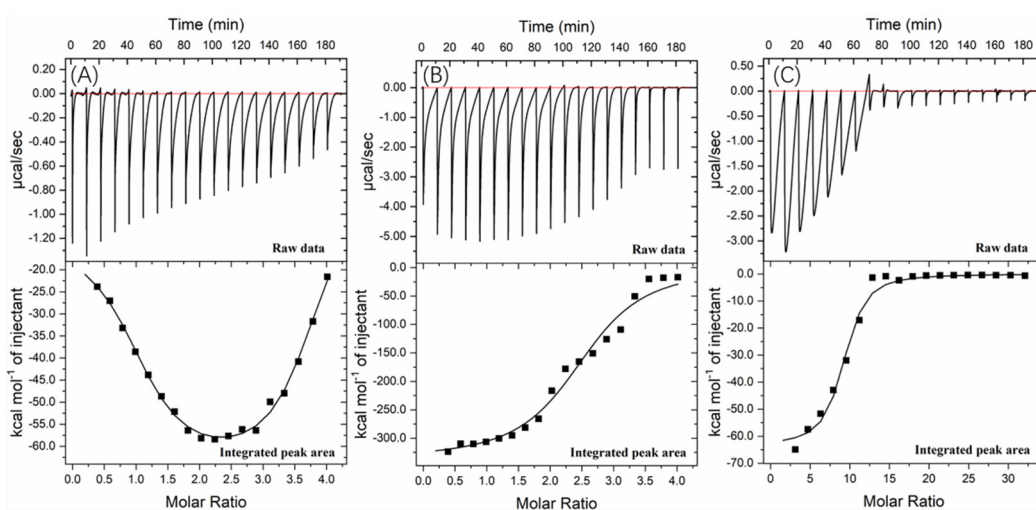 Time (min)
0 20 40 60 80 100 120 140 160 180
(A)
0.20
0.00
-0.20
-0.40
-0.60
-0.80
-1.00
-1.20
µcal/sec
Raw data
-20.0
-25.0
-30.0
-35.0
-40.0
-45.0
-50.0
-55.0
-60.0
kcal mol-1 of injectant
Integrated peak area
0.0 0.5 1.0 1.5 2.0 2.5 3.0 3.5 4.0
Molar Ratio
Time (min)
0 20 40 60 80 100 120 140 160 180
(B)
0.00
-1.00
-2.00
-3.00
-4.00
-5.00
µcal/sec
Raw data
0.0
-50.0
-100.0
-150.0
-200.0
-250.0
-300.0
kcal mol-1 of injectant
Integrated peak area
0.0 0.5 1.0 1.5 2.0 2.5 3.0 3.5 4.0
Molar Ratio
Time (min)
0 20 40 60 80 100 120 140 160 180
(C)
0.50
0.00
-0.50
-1.00
-1.50
-2.00
-2.50
-3.00
µcal/sec
Raw data
0.0
-10.0
-20.0
-30.0
-40.0
-50.0
-60.0
-70.0
kcal mol-1 of injectant
Integrated peak area
0 5 10 15 20 25 30
Molar Ratio